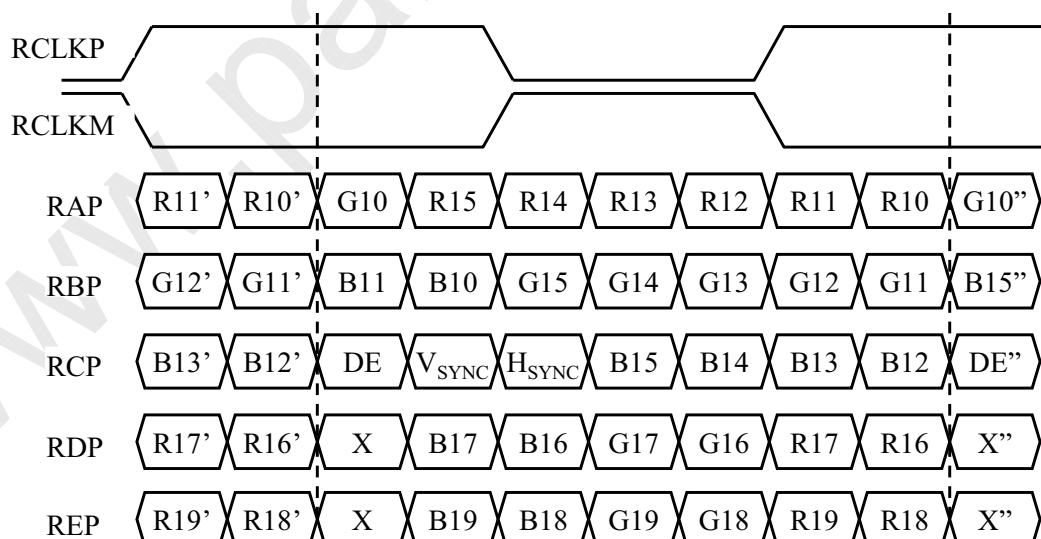 RCLKP
RCLKM
RAP R11’ R10’ G10 R15 R14 R13 R12 R11 R10 G10”
RBP G12’ G11’ B11 B10 G15 G14 G13 G12 G11 B15”
RCP B13’ B12’ DE VSYNC HSYNC B15 B14 B13 B12 DE”
RDP R17’ R16’ X B17 B16 G17 G16 R17 R16 X”
REP R19’ R18’ X B19 B18 G19 G18 R19 R18 X”